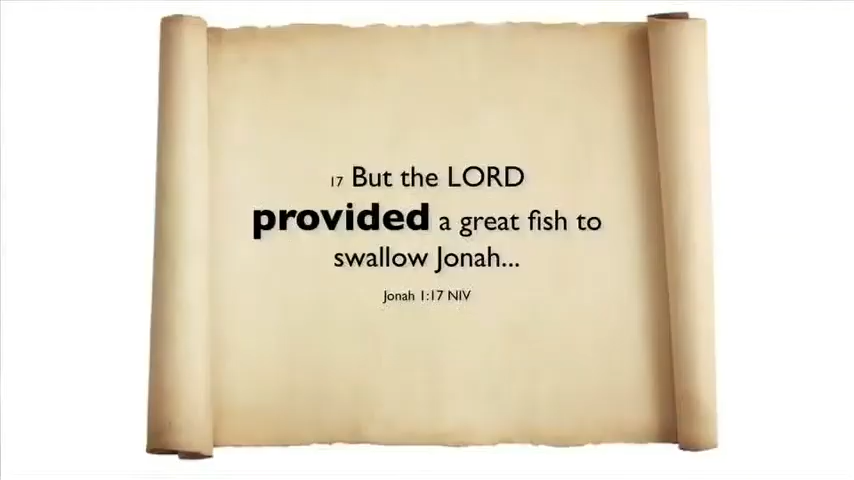 17 But the LORD
provided a great fish to
swallow Jonah...
Jonah 1:17 NIV